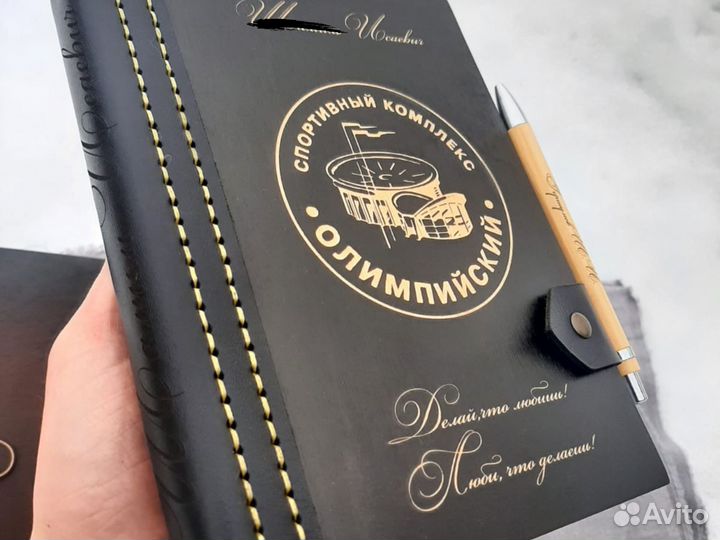 Исаевич
СПОРТИВНЫЙ КОМПЛЕКС
• ОЛИМПИЙСКИЙ •
Делай, что любишь!
Люби, что делаешь!
Avito